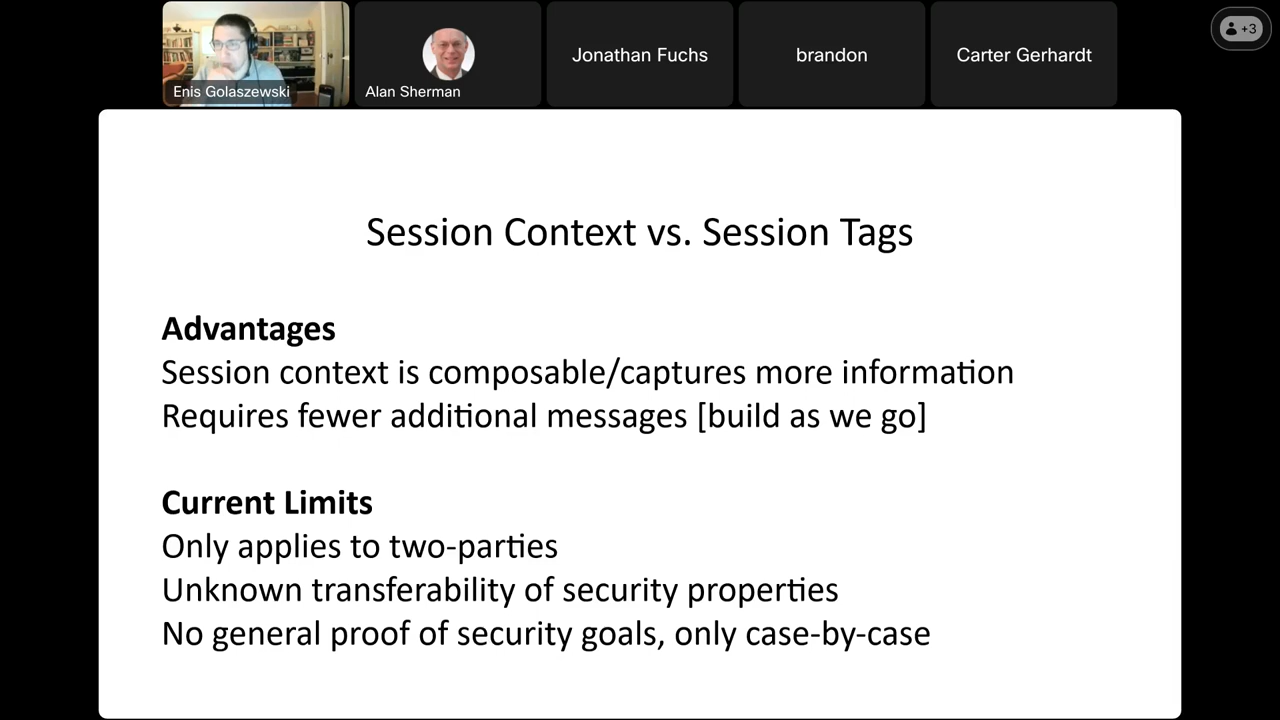 Enis Golaszewski
Alan Sherman
Jonathan Fuchs
brandon
Carter Gerhardt
+3
Session Context vs. Session Tags
Advantages
Session context is composable/captures more information
Requires fewer additional messages [build as we go]
Current Limits
Only applies to two-parties
Unknown transferability of security properties
No general proof of security goals, only case-by-case